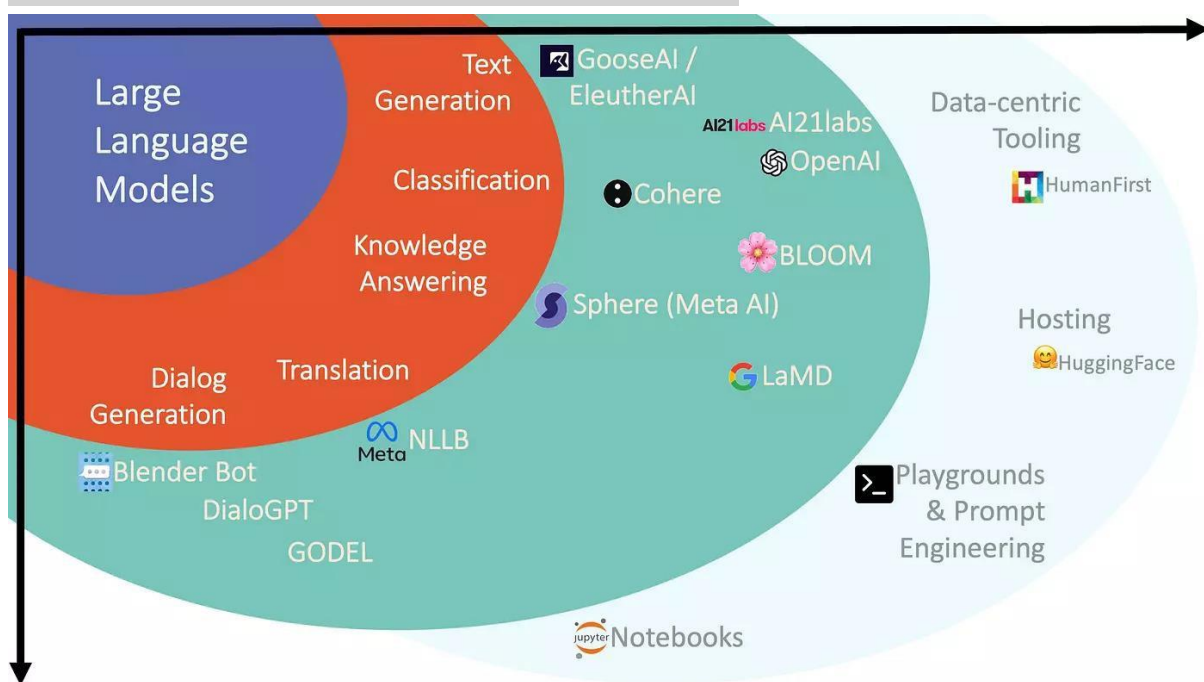 Large
Language
Models
Text
Generation
Classification
Knowledge
Answering
Translation
Dialog
Generation
GooseAI /
EleutherAI
AI21labs AI21labs
OpenAI
Cohere
BLOOM
Sphere (Meta AI)
LaMD
Meta NLLB
Blender Bot
DialoGPT
GODEL
Data-centric
Tooling
HumanFirst
Hosting
HuggingFace
Playgrounds
& Prompt
Engineering
jupyter Notebooks